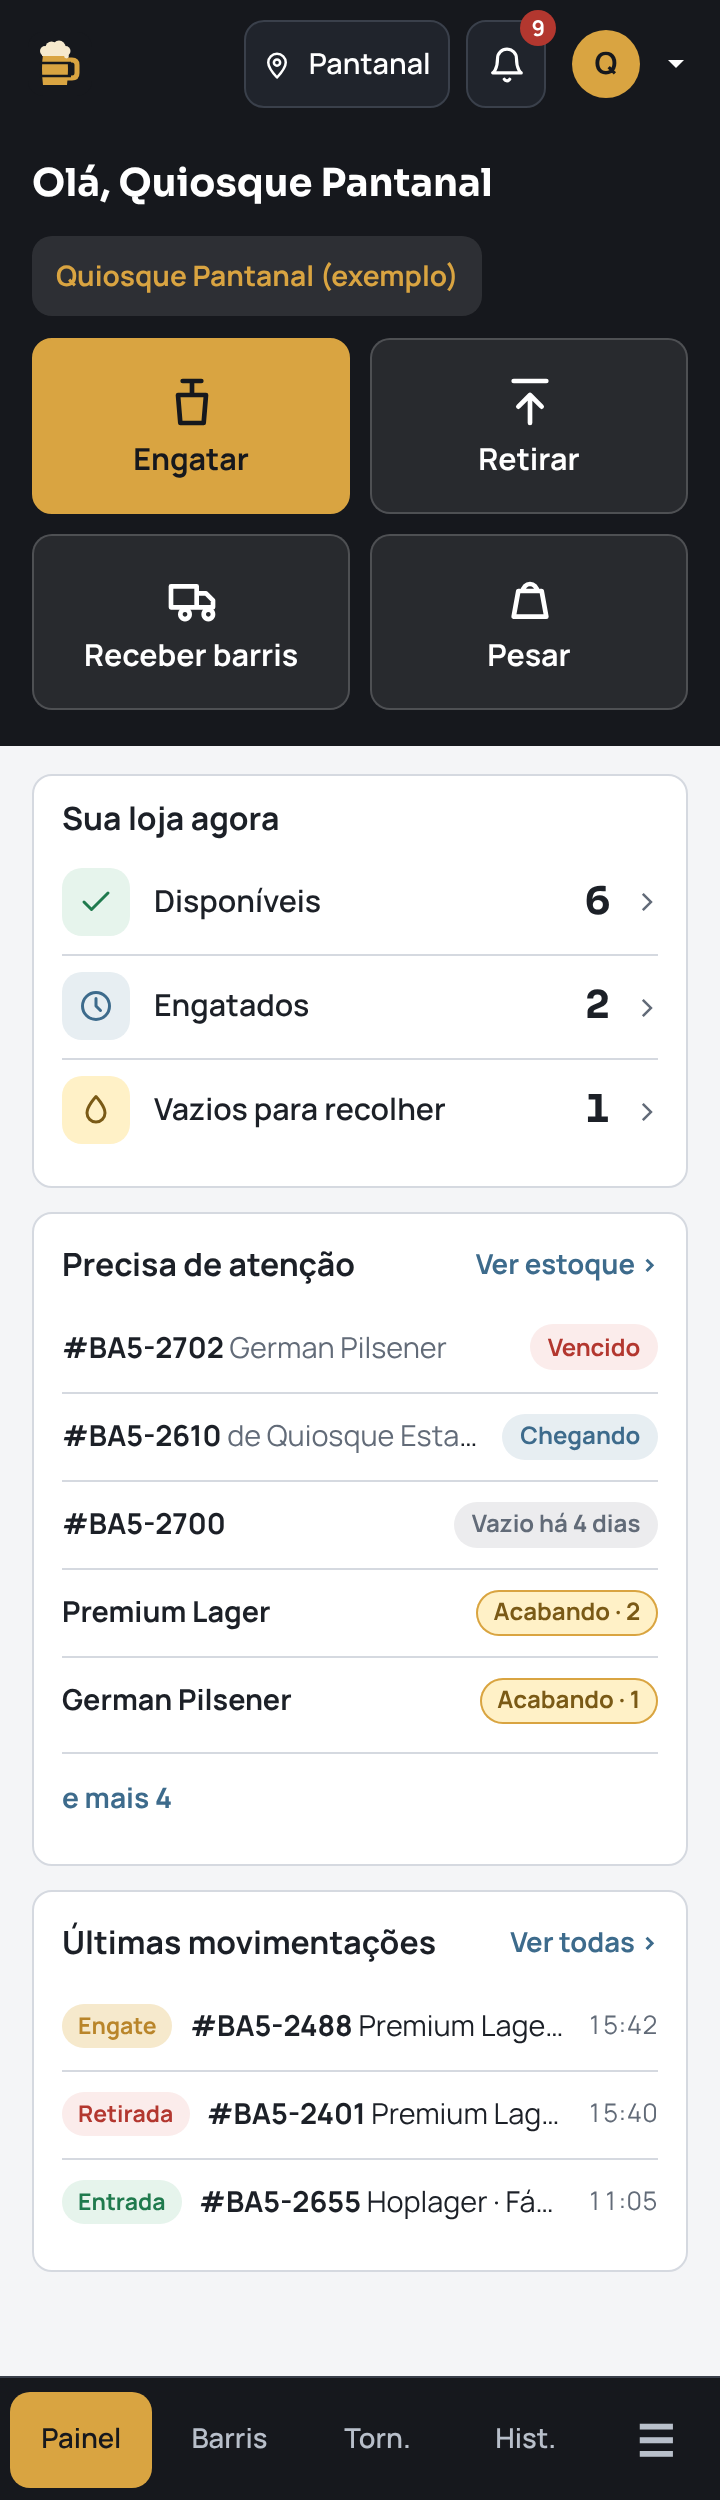 Pantanal
9
Q
Olá, Quiosque Pantanal
Quiosque Pantanal (exemplo)
Engatar
Retirar
Receber barris
Pesar
Sua loja agora
Disponíveis 6
Engatados 2
Vazios para recolher 1
Precisa de atenção Ver estoque ›
#BA5-2702 German Pilsener Vencido
#BA5-2610 de Quiosque Esta... Chegando
#BA5-2700 Vazio há 4 dias
Premium Lager Acabando · 2
German Pilsener Acabando · 1
e mais 4
Últimas movimentações Ver todas ›
Engate #BA5-2488 Premium Lage... 15:42
Retirada #BA5-2401 Premium Lag... 15:40
Entrada #BA5-2655 Hoplager · Fá... 11:05
Painel Barris Torn. Hist.